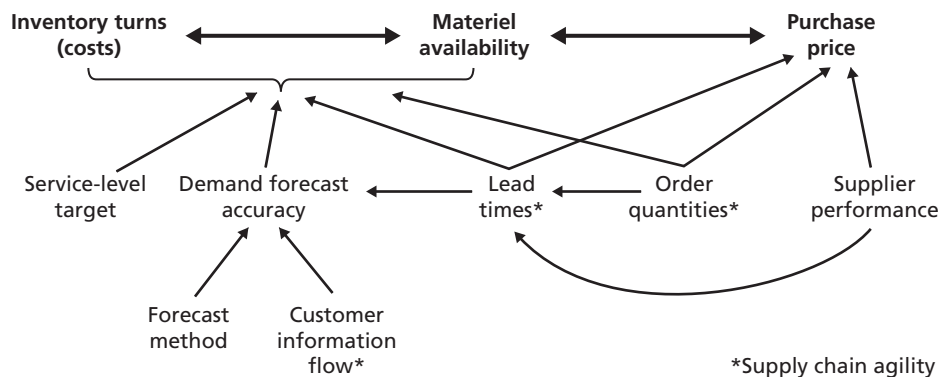 Inventory turns
(costs)
Materiel
availability
Purchase
price
Service-level
target
Demand forecast
accuracy
Lead
times*
Order
quantities*
Supplier
performance
Forecast
method
Customer
information
flow*
*Supply chain agility